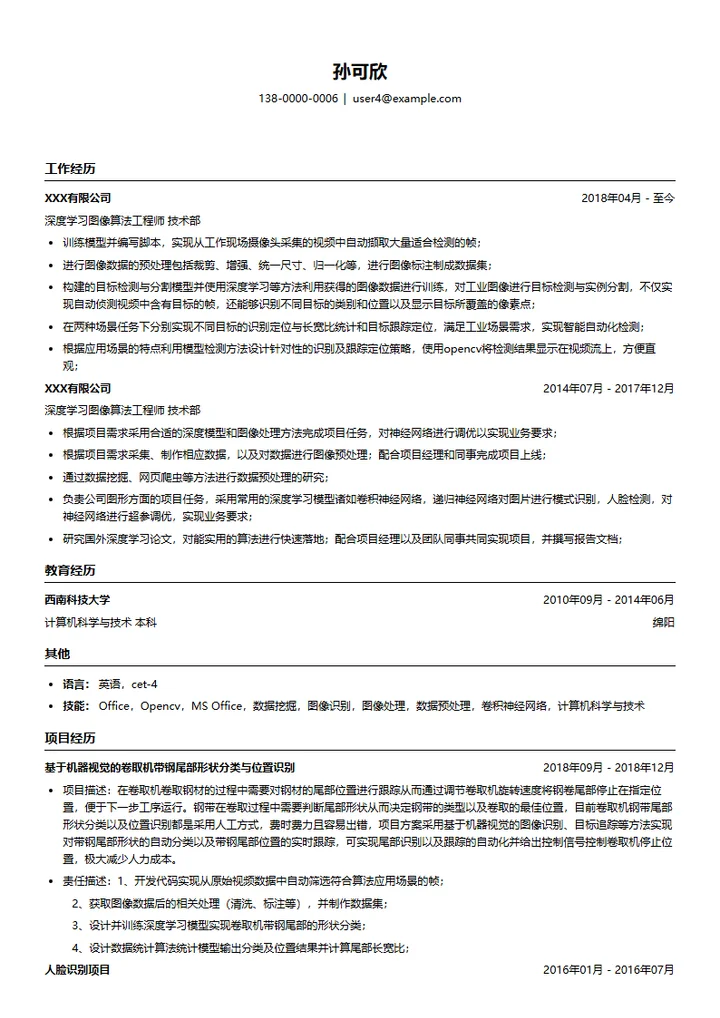 孙可欣
138-0000-0006 | user4@example.com
工作经历
XXX有限公司 2018年04月 - 至今
深度学习图像算法工程师 技术部
• 训练模型并编写脚本，实现从工作现场摄像头采集的视频中自动撷取大量适合检测的帧；
• 进行图像数据的预处理包括裁剪、增强、统一尺寸、归一化等，进行图像标注制成数据集；
• 构建的目标检测与分割模型并使用深度学习等方法利用获得的图像数据进行训练，对工业图像进行目标检测与实例分割，不仅实
现自动侦测视频中含有目标的帧，还能够识别不同目标的类别和位置以及显示目标所覆盖的像素点；
• 在两种场景任务下分别实现不同目标的识别定位与长宽比统计和目标跟踪定位，满足工业场景需求，实现智能自动化检测；
• 根据应用场景的特点利用模型检测方法设计针对性的识别及跟踪定位策略，使用opencv将检测结果显示在视频流上，方便直
观；
XXX有限公司 2014年07月 - 2017年12月
深度学习图像算法工程师 技术部
• 根据项目需求采用合适的深度模型和图像处理方法完成项目任务，对神经网络进行调优以实现业务要求；
• 根据项目需求采集、制作相应数据，以及对数据进行图像预处理；配合项目经理和同事完成项目上线；
• 通过数据挖掘、网页爬虫等方法进行数据预处理的研究；
• 负责公司图形方面的项目任务，采用常用的深度学习模型诸如卷积神经网络，递归神经网络对图片进行模式识别，人脸检测，对
神经网络进行超参调优，实现业务要求；
• 研究国外深度学习论文，对能实用的算法进行快速落地；配合项目经理以及团队同事共同实现项目，并撰写报告文档；
教育经历
西南科技大学 2010年09月 - 2014年06月
计算机科学与技术 本科 绵阳
其他
• 语言： 英语，cet-4
• 技能： Office，Opencv，MS Office，数据挖掘，图像识别，图像处理，数据预处理，卷积神经网络，计算机科学与技术
项目经历
基于机器视觉的卷取机带钢尾部形状分类与位置识别 2018年09月 - 2018年12月
• 项目描述：在卷取机卷取钢材的过程中需要对钢材的尾部位置进行跟踪从而通过调节卷取机旋转速度将钢卷尾部停止在指定位
置，便于下一步工序运行。钢带在卷取过程中需要判断尾部形状从而决定钢带的类型以及卷取的最佳位置，目前卷取机钢带尾部
形状分类以及位置识别都是采用人工方式，费时费力且容易出错，项目方案采用基于机器视觉的图像识别、目标追踪等方法实现
对带钢尾部形状的自动分类以及带钢尾部位置的实时跟踪，可实现尾部识别以及跟踪的自动化并给出控制信号控制卷取机停止位
置，极大减少人力成本。
• 责任描述：1、开发代码实现从原始视频数据中自动筛选符合算法应用场景的帧；
2、获取图像数据后的相关处理（清洗、标注等），并制作数据集；
3、设计并训练深度学习模型实现卷取机带钢尾部的形状分类；
4、设计数据统计算法统计模型输出分类及位置结果并计算尾部长宽比；
人脸识别项目 2016年01月 - 2016年07月